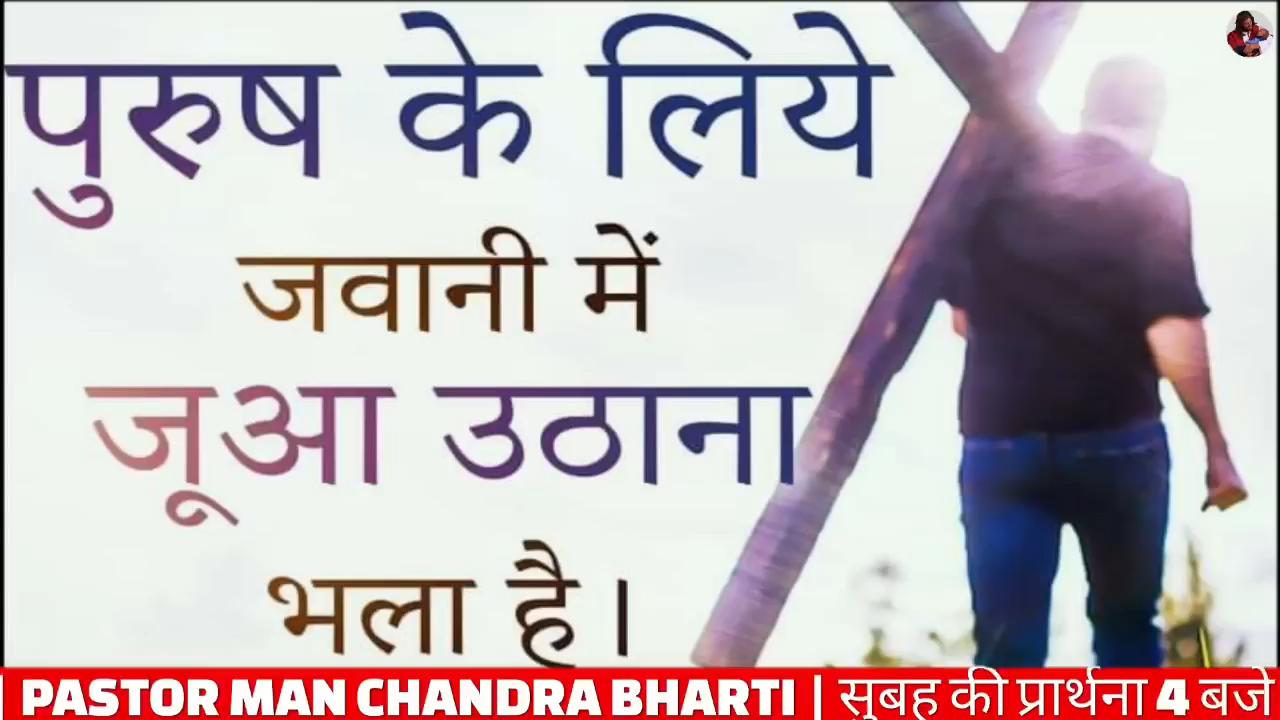 पुरुष के लिये
जवानी में
जूआ उठाना
भला है।
| PASTOR MAN CHANDRA BHARTI | सुबह की प्रार्थना 4 बजे